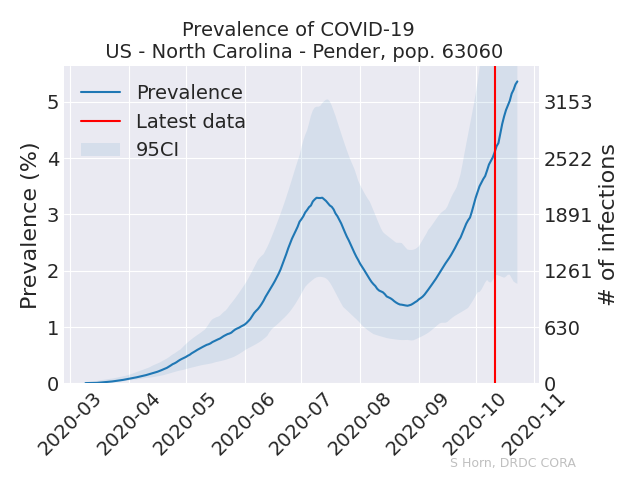 Prevalence of COVID-19
US - North Carolina - Pender, pop. 63060
Prevalence
Latest data
95CI
Prevalence (%)
5
4
3
2
1
0
3153
2522
1891
1261
630
0
# of infections
2020-03
2020-04
2020-05
2020-06
2020-07
2020-08
2020-09
2020-10
2020-11
S Horn, DRDC CORA